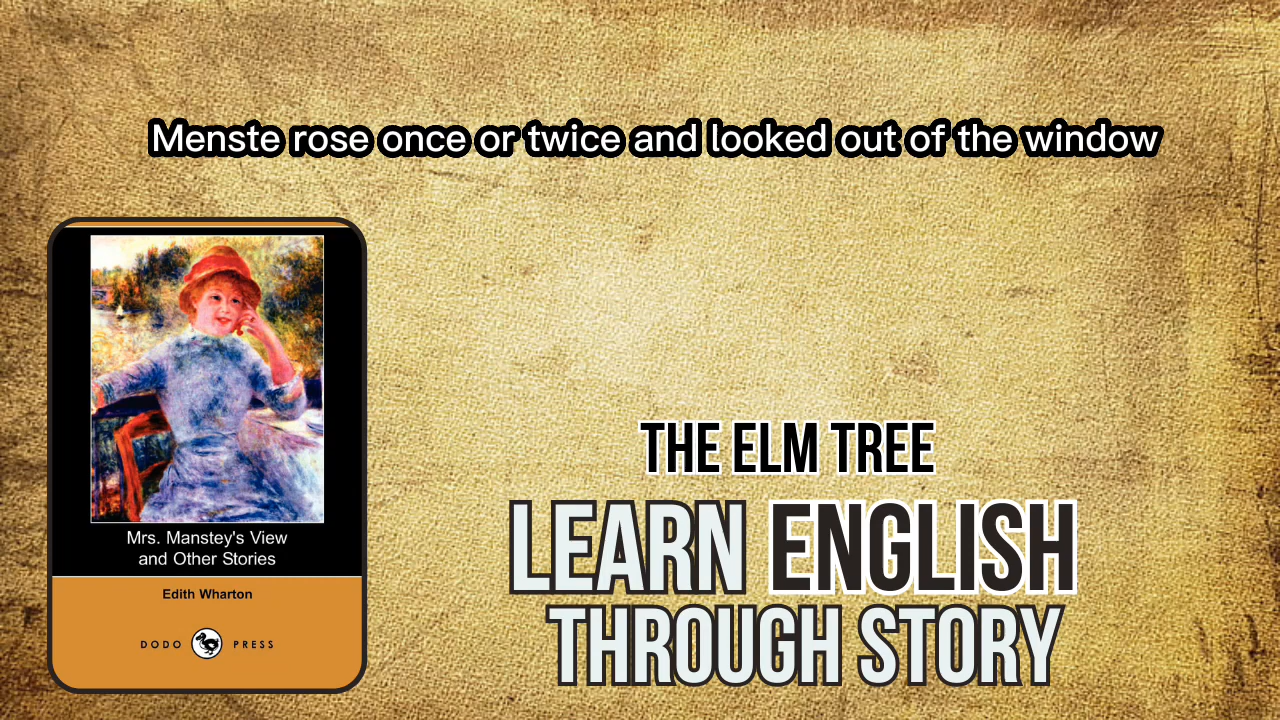 Menste rose once or twice and looked out of the window
Mrs. Manstey's View
and Other Stories
Edith Wharton
DODO PRESS
THE ELM TREE
LEARN ENGLISH
THROUGH STORY